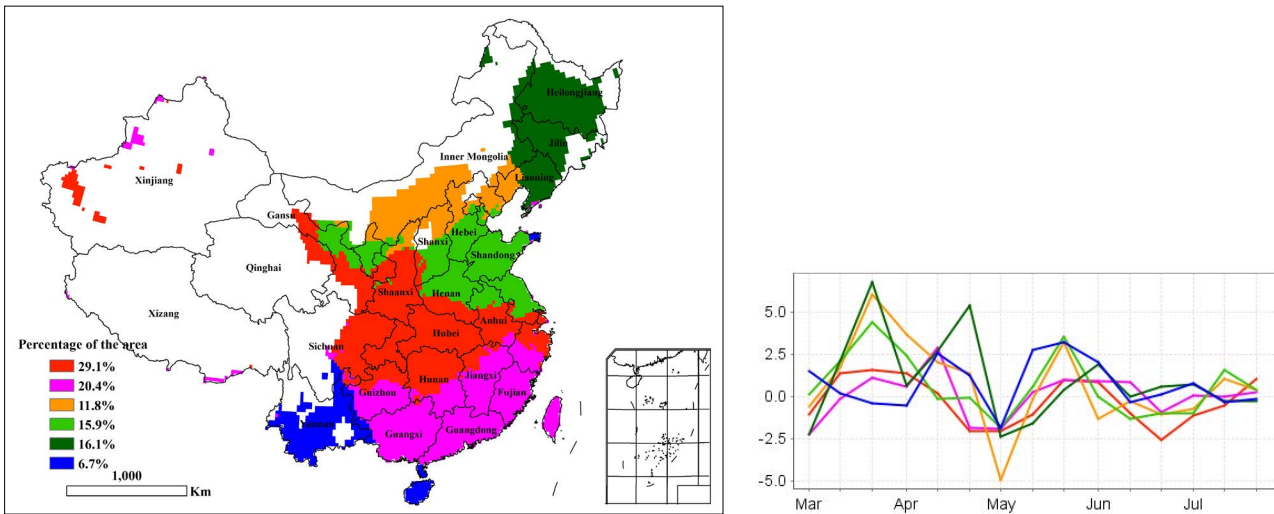 Heilongjiang
Jilin
Inner Mongolia
Liaoning
Xinjiang
Gansu
Shanxi
Hebei
Shandong
Qinghai
Shaanxi
Henan
Xizang
Anhui
Hubei
Sichuan
Hunan
Jiangxi
Guizhou
Fujian
Yunnan
Guangxi
Guangdong
Percentage of the area
29.1%
20.4%
11.8%
15.9%
16.1%
6.7%
1,000
Km
5.0
2.5
0.0
-2.5
-5.0
Mar Apr May Jun Jul